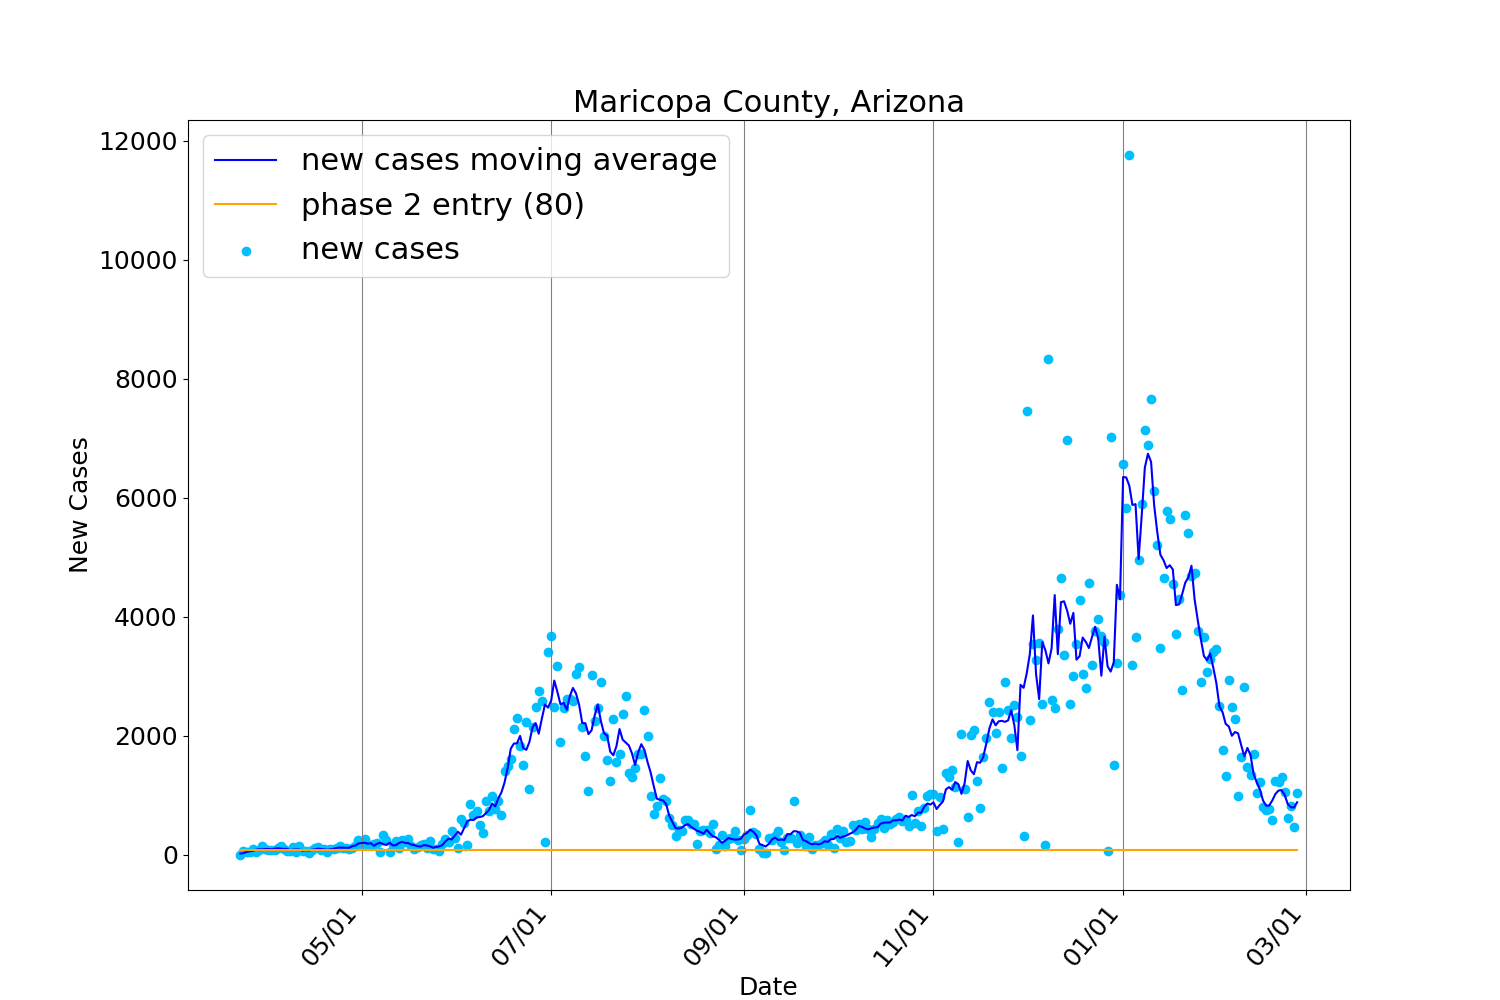 Maricopa County, Arizona
12000
10000
8000
6000
4000
2000
0
New Cases
new cases moving average
phase 2 entry (80)
new cases
05/01
07/01
09/01
11/01
01/01
03/01
Date